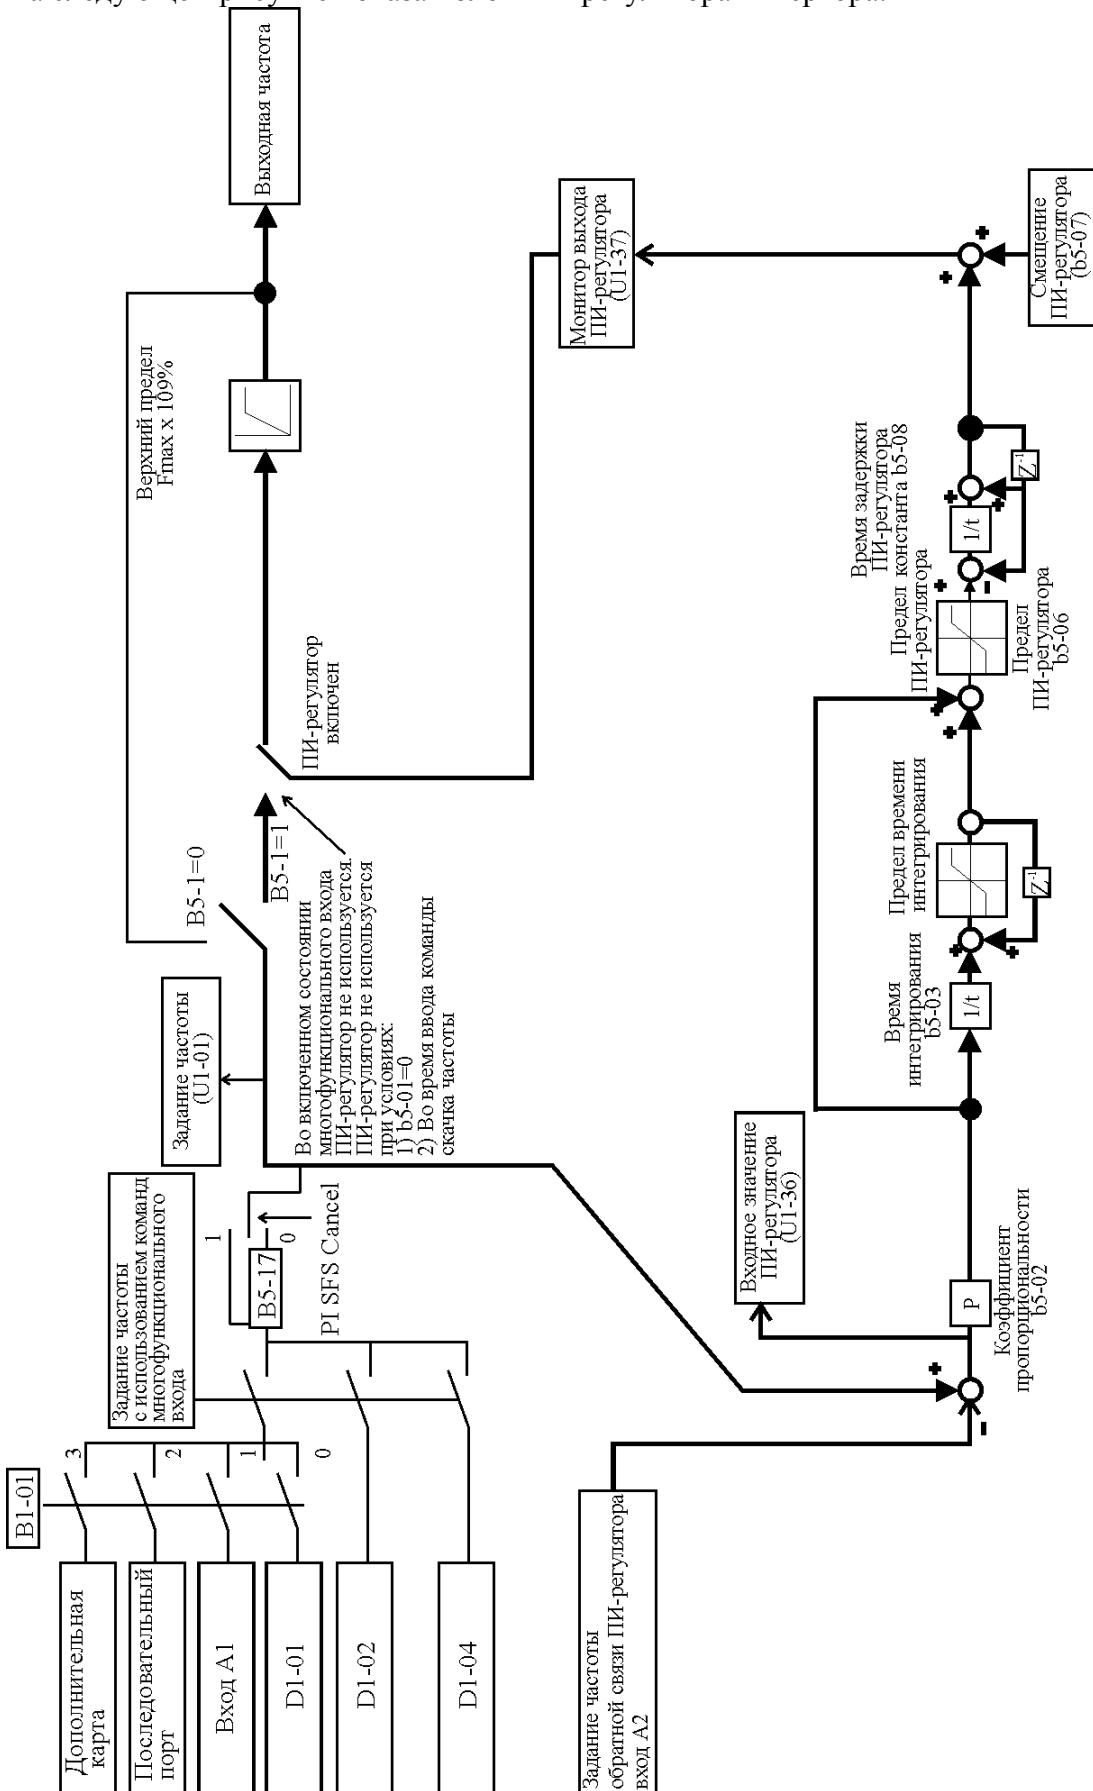 B1-01
Дополнительная
карта
Последовательный
порт
Вход А1
D1-01
D1-02
D1-04
3
2
1
0
Задание частоты
с использованием команд
многофункционального
входа
B5-17
1
0
PI SFS Cancel
Задание частоты
(U1-01)
B5-1=0
B5-1=1
Во включенном состоянии
многофункционального входа
ПИ-регулятор не используется.
ПИ-регулятор не используется
при условиях:
1) b5-01=0
2) Во время ввода команды
скачка частоты
ПИ-регулятор
включен
Верхний предел
Fmax x 109%
Выходная частота
Монитор выхода
ПИ-регулятора
(U1-37)
Задание частоты
обратной связи ПИ-регулятора
вход А2
+
-
Входное значение
ПИ-регулятора
(U1-36)
P
Коэффициент
пропорциональности
b5-02
Время
интегрирования
b5-03
1/t
+
+
Z-1
Предел времени
интегрирования
+
+
Предел
ПИ-регулятора
Предел
ПИ-регулятора
b5-06
Время задержки
ПИ-регулятора
константа b5-08
+
-
1/t
+
+
Z-1
+
+
Смещение
ПИ-регулятора
(b5-07)